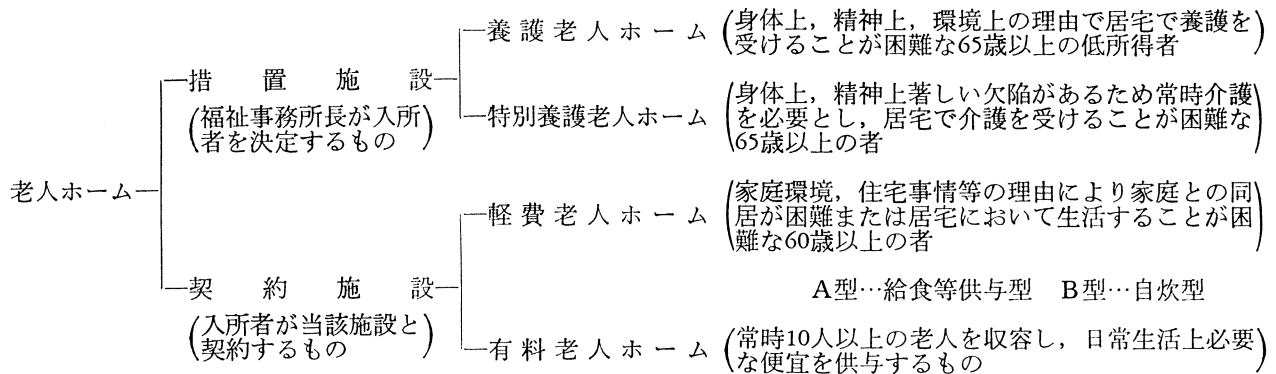 老人ホーム
措置施設
(福祉事務所長が入所
者を決定するもの)
養護老人ホーム
(身体上,精神上,環境上の理由で居宅で養護を
受けることが困難な65歳以上の低所得者)
特別養護老人ホーム
(身体上,精神上著しい欠陥があるため常時介護
を必要とし,居宅で介護を受けることが困難な
65歳以上の者)
契約施設
(入所者が当該施設と
契約するもの)
軽費老人ホーム
(家庭環境,住宅事情等の理由により家庭との同
居が困難または居宅において生活することが困
難な60歳以上の者)
A型…給食等供与型 B型…自炊型
有料老人ホーム
(常時10人以上の老人を収容し,日常生活上必要
な便宜を供与するもの)